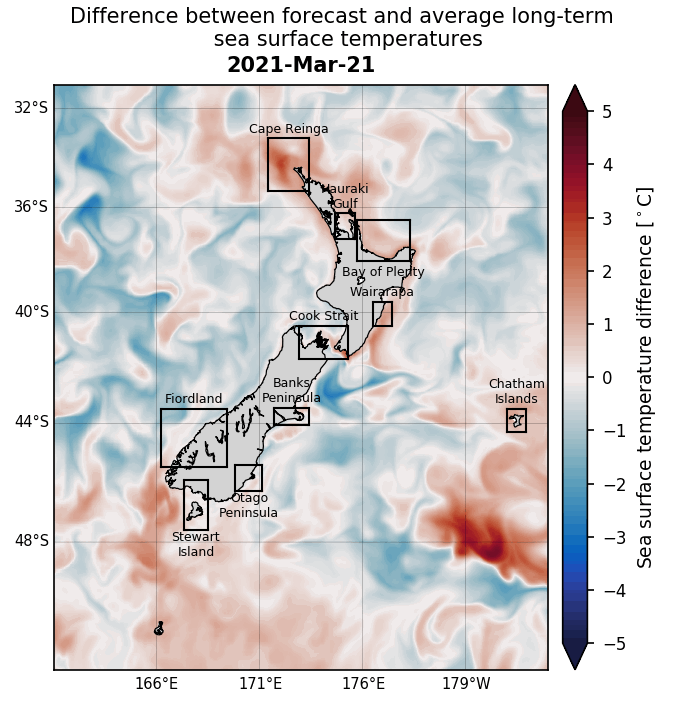 Difference between forecast and average long-term
sea surface temperatures
2021-Mar-21
32°S
36°S
40°S
44°S
48°S
Cape Reinga
Hauraki
Gulf
Bay of Plenty
Wairarapa
Cook Strait
Banks
Peninsula
Fiordland
Chatham
Islands
Otago
Peninsula
Stewart
Island
166°E
171°E
176°E
179°W
5
4
3
2
1
0
−1
−2
−3
−4
−5
Sea surface temperature difference [°C]